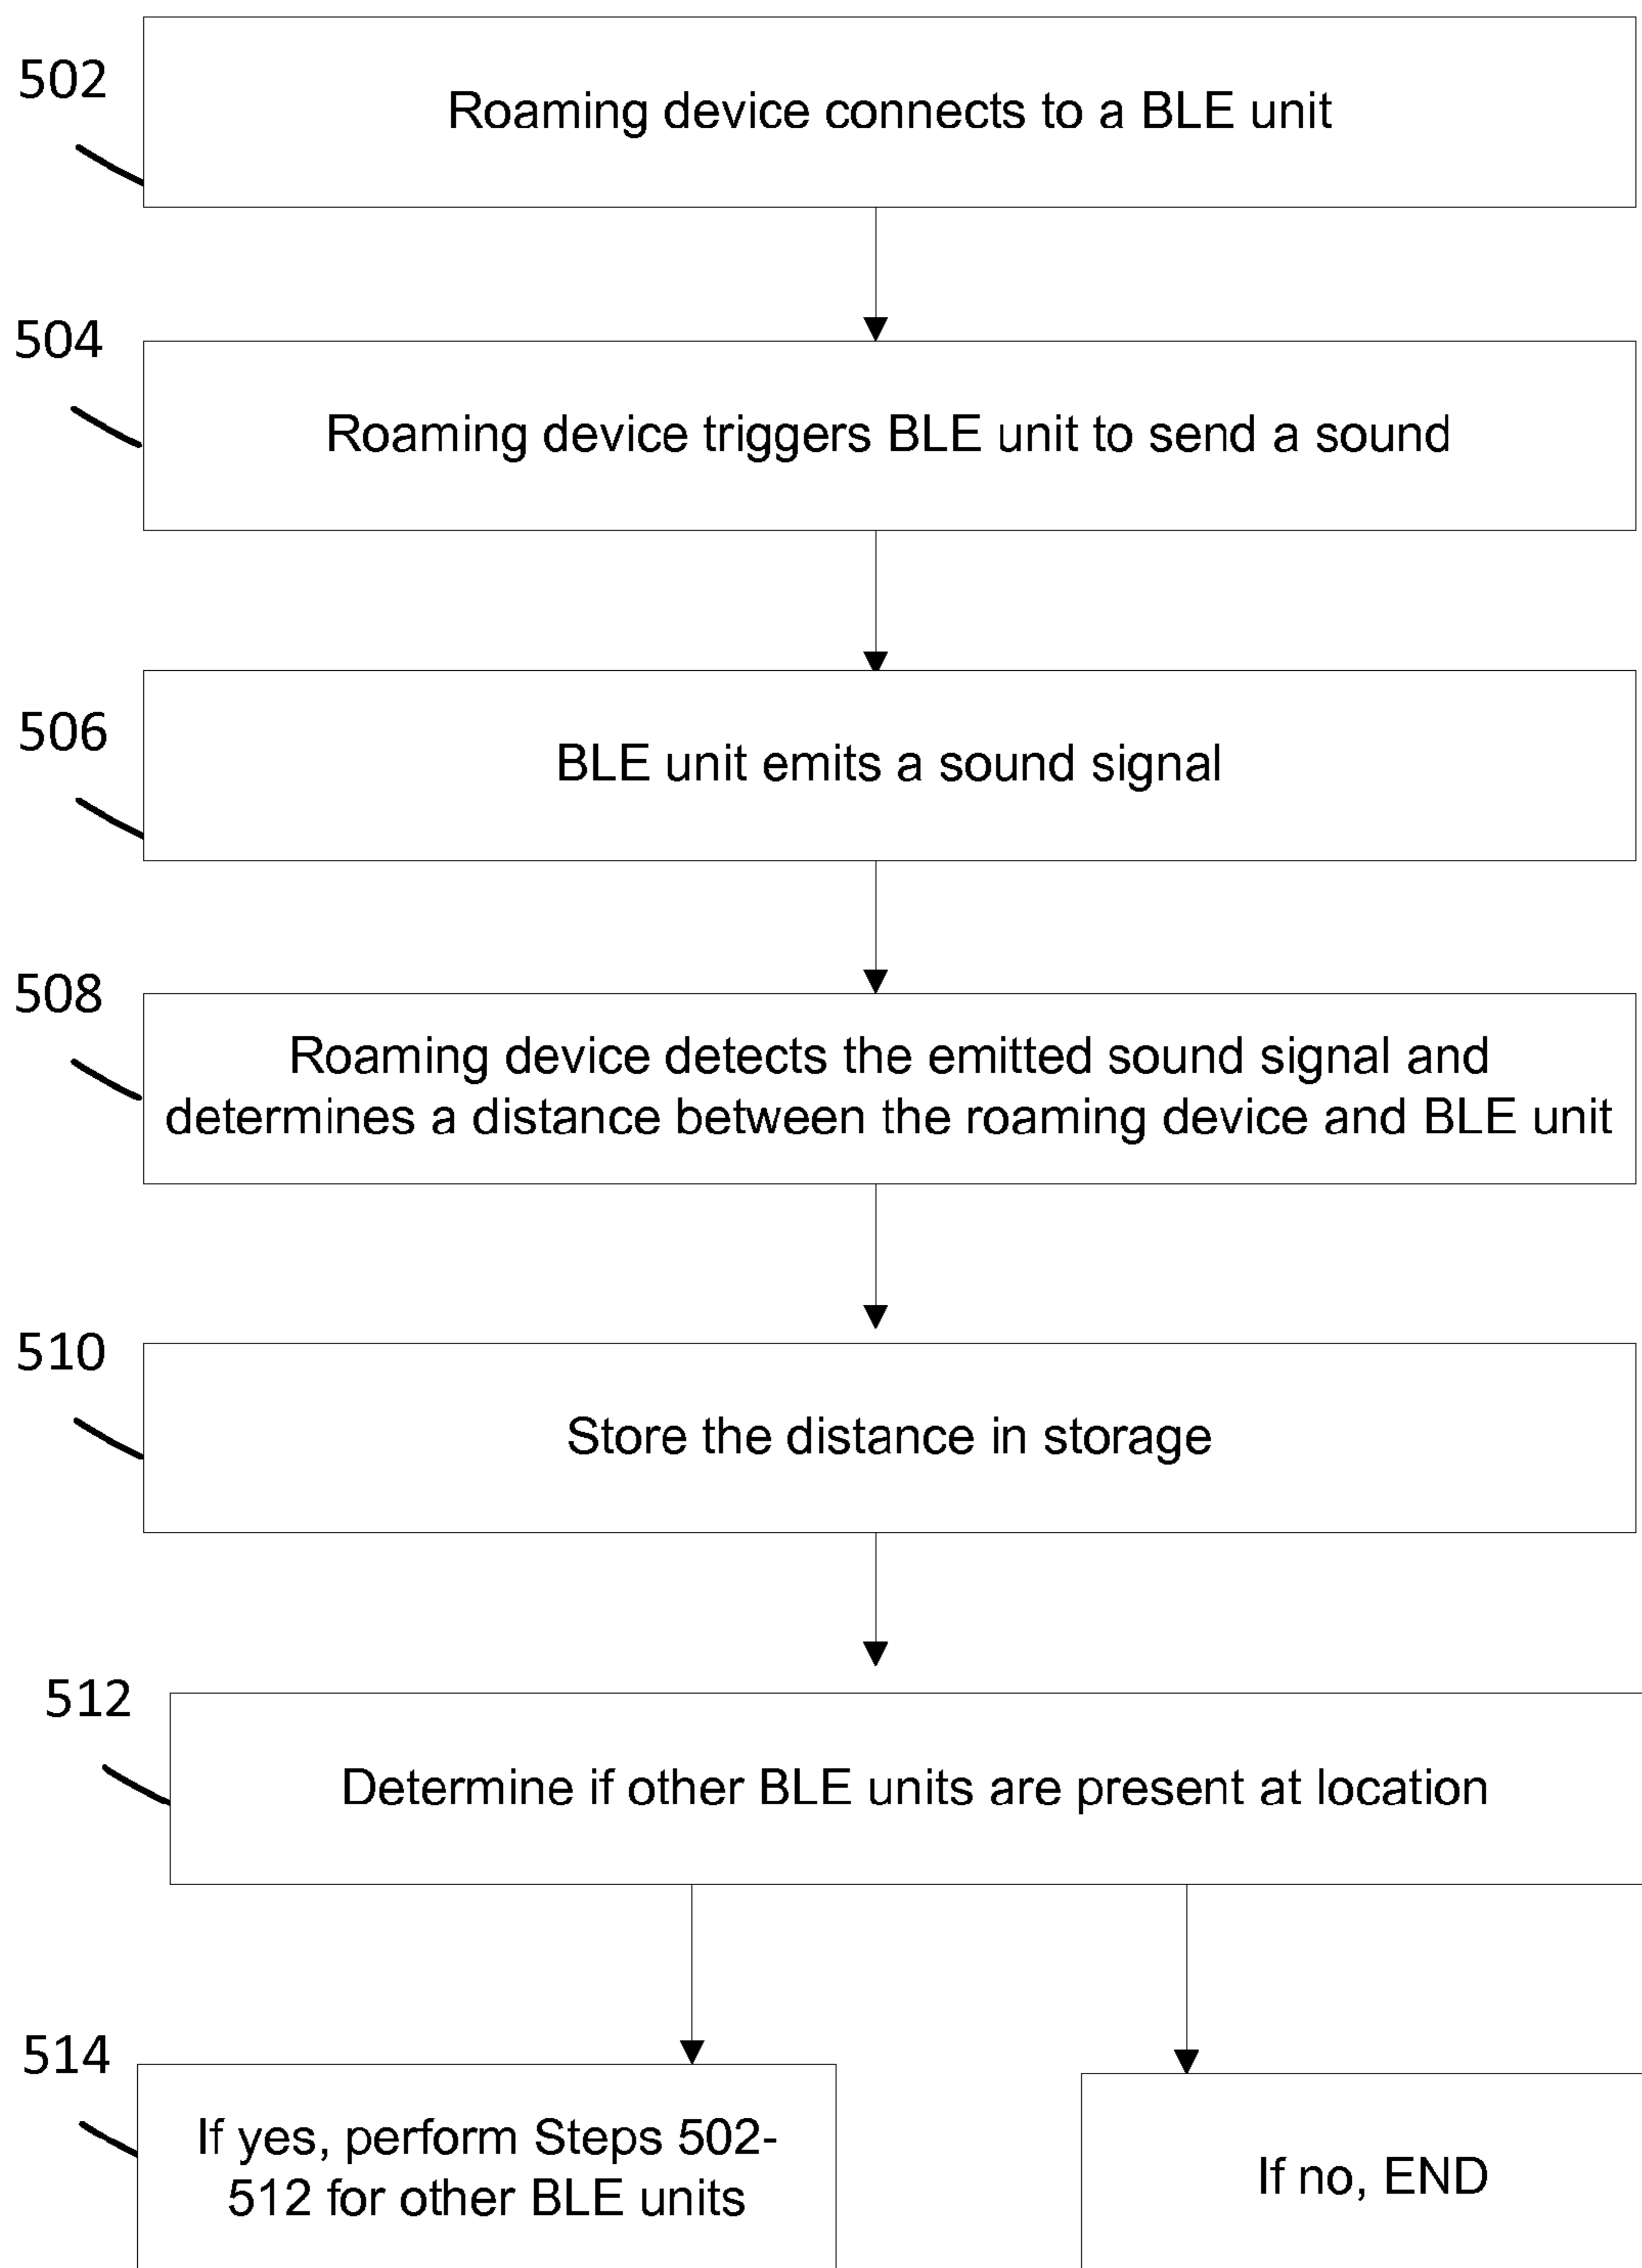 502
Roaming device connects to a BLE unit
504
Roaming device triggers BLE unit to send a sound
506
BLE unit emits a sound signal
508
Roaming device detects the emitted sound signal and
determines a distance between the roaming device and BLE unit
510
Store the distance in storage
512
Determine if other BLE units are present at location
514
If yes, perform Steps 502-
512 for other BLE units
If no, END